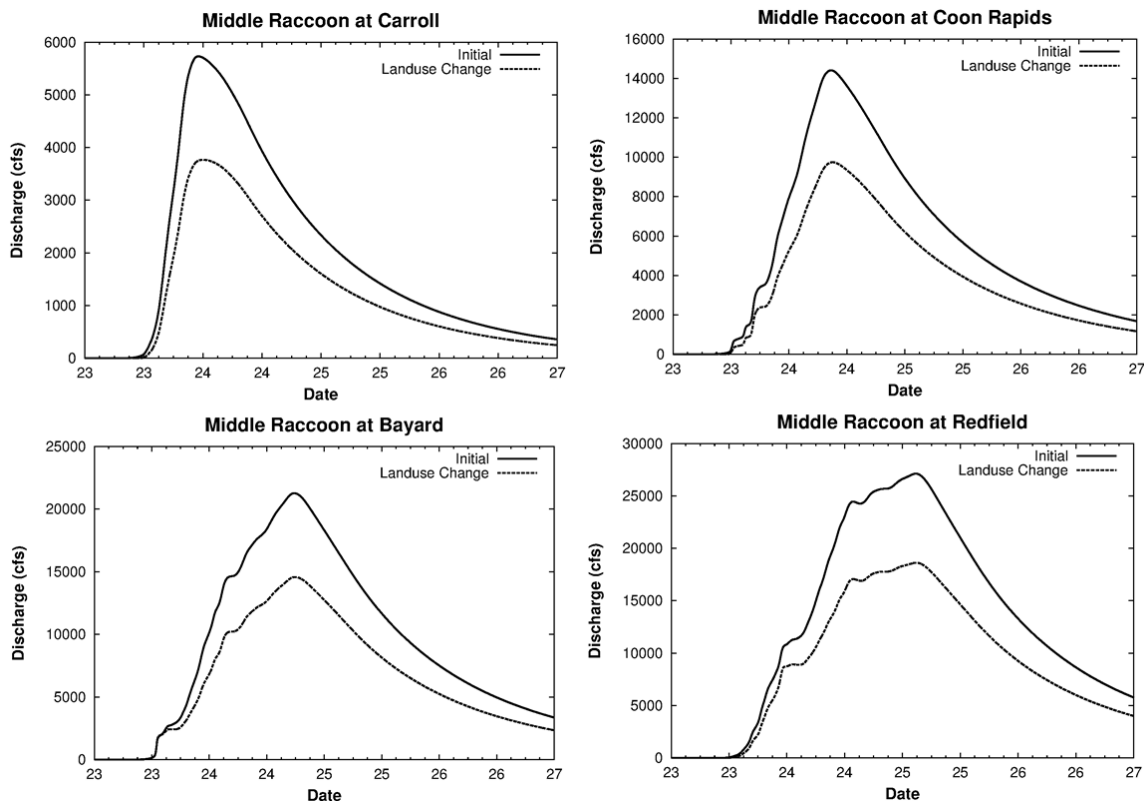 Middle Raccoon at Carroll
Initial
Landuse Change
6000
5000
4000
3000
2000
1000
0
Discharge (cfs)
23 23 24 24 25 25 26 26 27
Date
Middle Raccoon at Coon Rapids
Initial
Landuse Change
16000
14000
12000
10000
8000
6000
4000
2000
0
Discharge (cfs)
23 23 24 24 25 25 26 26 27
Date
Middle Raccoon at Bayard
Initial
Landuse Change
25000
20000
15000
10000
5000
0
Discharge (cfs)
23 23 24 24 25 25 26 26 27
Date
Middle Raccoon at Redfield
Initial
Landuse Change
30000
25000
20000
15000
10000
5000
0
Discharge (cfs)
23 23 24 24 25 25 26 26 27
Date